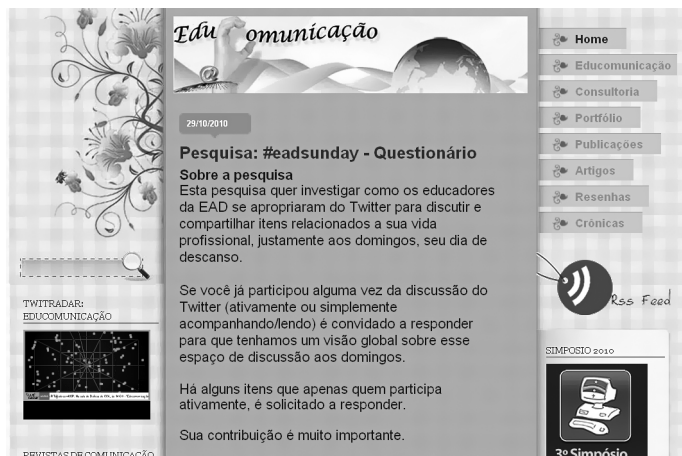 Educomunicação
29/10/2010
Pesquisa: #eadsunday - Questionário
Sobre a pesquisa
Esta pesquisa quer investigar como os educadores
da EAD se apropriaram do Twitter para discutir e
compartilhar itens relacionados a sua vida
profissional, justamente aos domingos, seu dia de
descanso.
Se você já participou alguma vez da discussão do
Twitter (ativamente ou simplemente
acompanhando/lendo) é convidado a responder
para que tenhamos um visão global sobre esse
espaço de discussão aos domingos.
Há alguns itens que apenas quem participa
ativamente, é solicitado a responder.
Sua contribuição é muito importante.
TWITRADAR:
EDUCOMUNICAÇÃO
REVISTAS DE COMUNICAÇÃO
Home
Educomunicação
Consultoria
Portfólio
Publicações
Artigos
Resenhas
Crônicas
Rss Feed
SIMPOSIO 2010
3º Simpósio